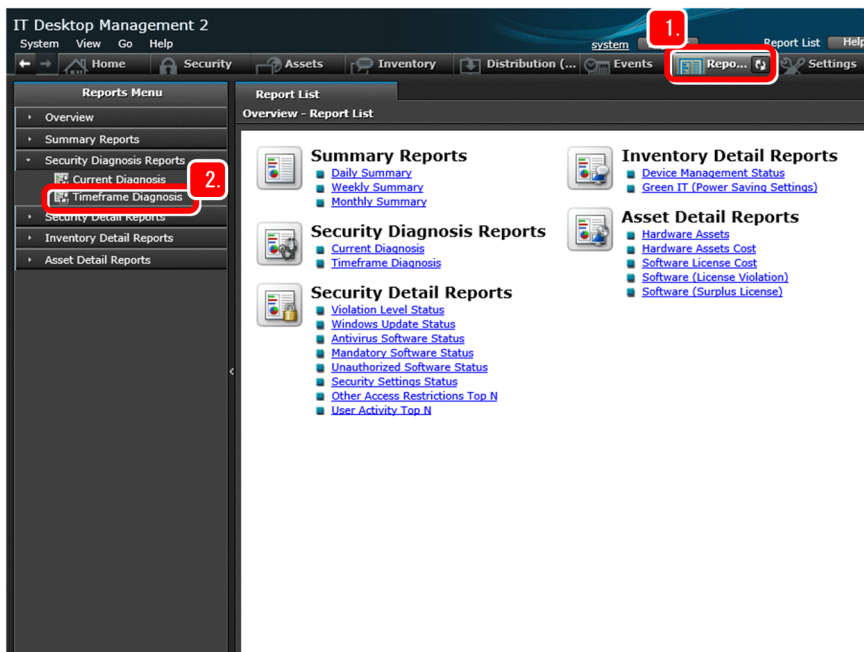 IT Desktop Management 2
System View Go Help
system
Report List Help
1.
Home Security Assets Inventory Distribution (... Events Repo... Settings
Reports Menu
Overview
Summary Reports
Security Diagnosis Reports
Current Diagnosis
2.
Timeframe Diagnosis
Security Detail Reports
Inventory Detail Reports
Asset Detail Reports
Report List
Overview - Report List
Summary Reports
Daily Summary
Weekly Summary
Monthly Summary
Security Diagnosis Reports
Current Diagnosis
Timeframe Diagnosis
Security Detail Reports
Violation Level Status
Windows Update Status
Antivirus Software Status
Mandatory Software Status
Unauthorized Software Status
Security Settings Status
Other Access Restrictions Top N
User Activity Top N
Inventory Detail Reports
Device Management Status
Green IT (Power Saving Settings)
Asset Detail Reports
Hardware Assets
Hardware Assets Cost
Software License Cost
Software (License Violation)
Software (Surplus License)